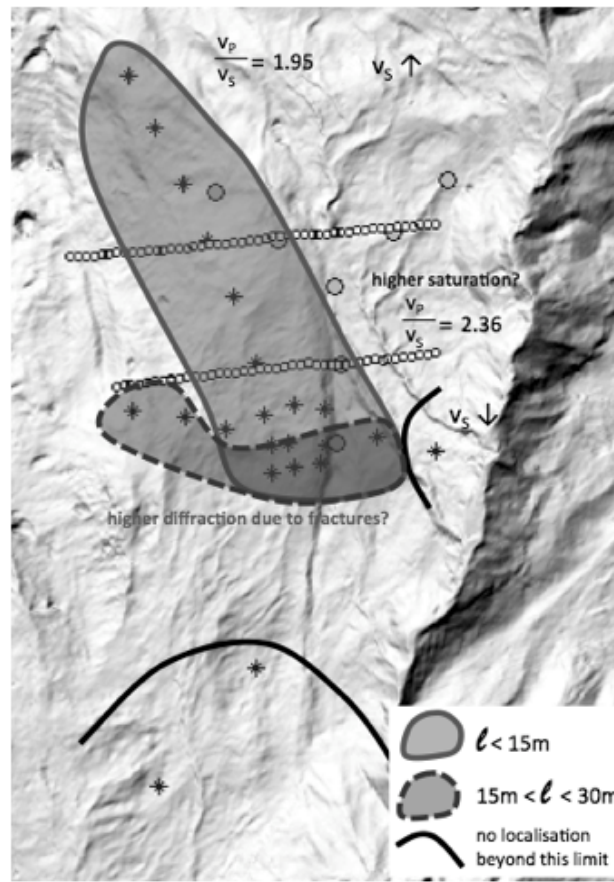 vₚ
vₛ = 1.95
vₛ ↑
higher saturation?
vₚ
vₛ = 2.36
vₛ ↓
higher diffraction due to fractures?
ℓ < 15m
15m < ℓ < 30m
no localisation
beyond this limit